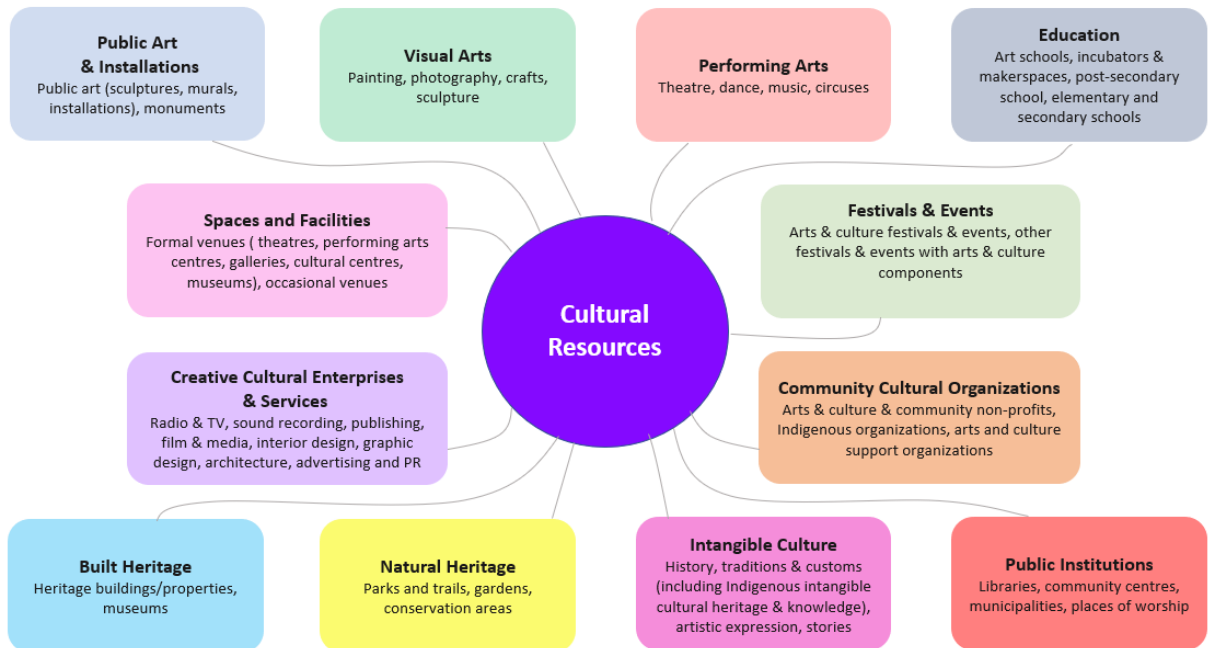 Public Art
& Installations
Public art (sculptures, murals,
installations), monuments
Visual Arts
Painting, photography, crafts,
sculpture
Performing Arts
Theatre, dance, music, circuses
Education
Art schools, incubators &
makerspaces, post-secondary
school, elementary and
secondary schools
Spaces and Facilities
Formal venues ( theatres, performing arts
centres, galleries, cultural centres,
museums), occasional venues
Festivals & Events
Arts & culture festivals & events, other
festivals & events with arts & culture
components
Cultural
Resources
Creative Cultural Enterprises
& Services
Radio & TV, sound recording, publishing,
film & media, interior design, graphic
design, architecture, advertising and PR
Community Cultural Organizations
Arts & culture & community non-profits,
Indigenous organizations, arts and culture
support organizations
Built Heritage
Heritage buildings/properties,
museums
Natural Heritage
Parks and trails, gardens,
conservation areas
Intangible Culture
History, traditions & customs
(including Indigenous intangible
cultural heritage & knowledge),
artistic expression, stories
Public Institutions
Libraries, community centres,
municipalities, places of worship